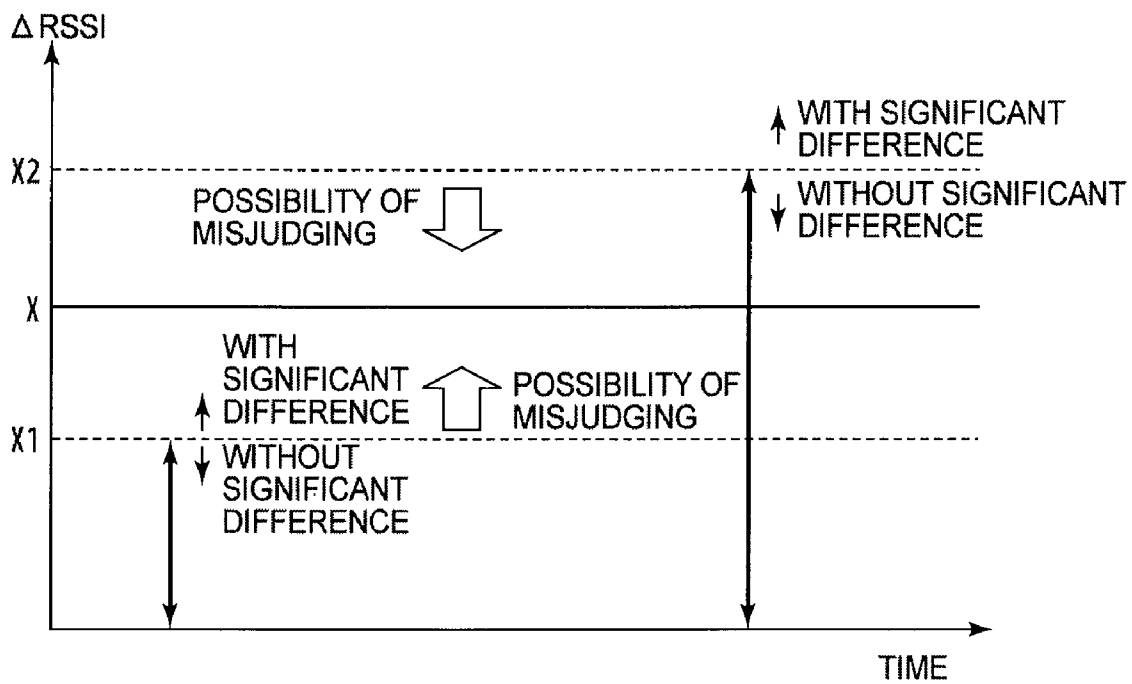 Δ RSSI
WITH SIGNIFICANT
DIFFERENCE
X2
POSSIBILITY OF
MISJUDGING
WITHOUT SIGNIFICANT
DIFFERENCE
X
WITH
SIGNIFICANT
DIFFERENCE
POSSIBILITY OF
MISJUDGING
X1
WITHOUT
SIGNIFICANT
DIFFERENCE
TIME